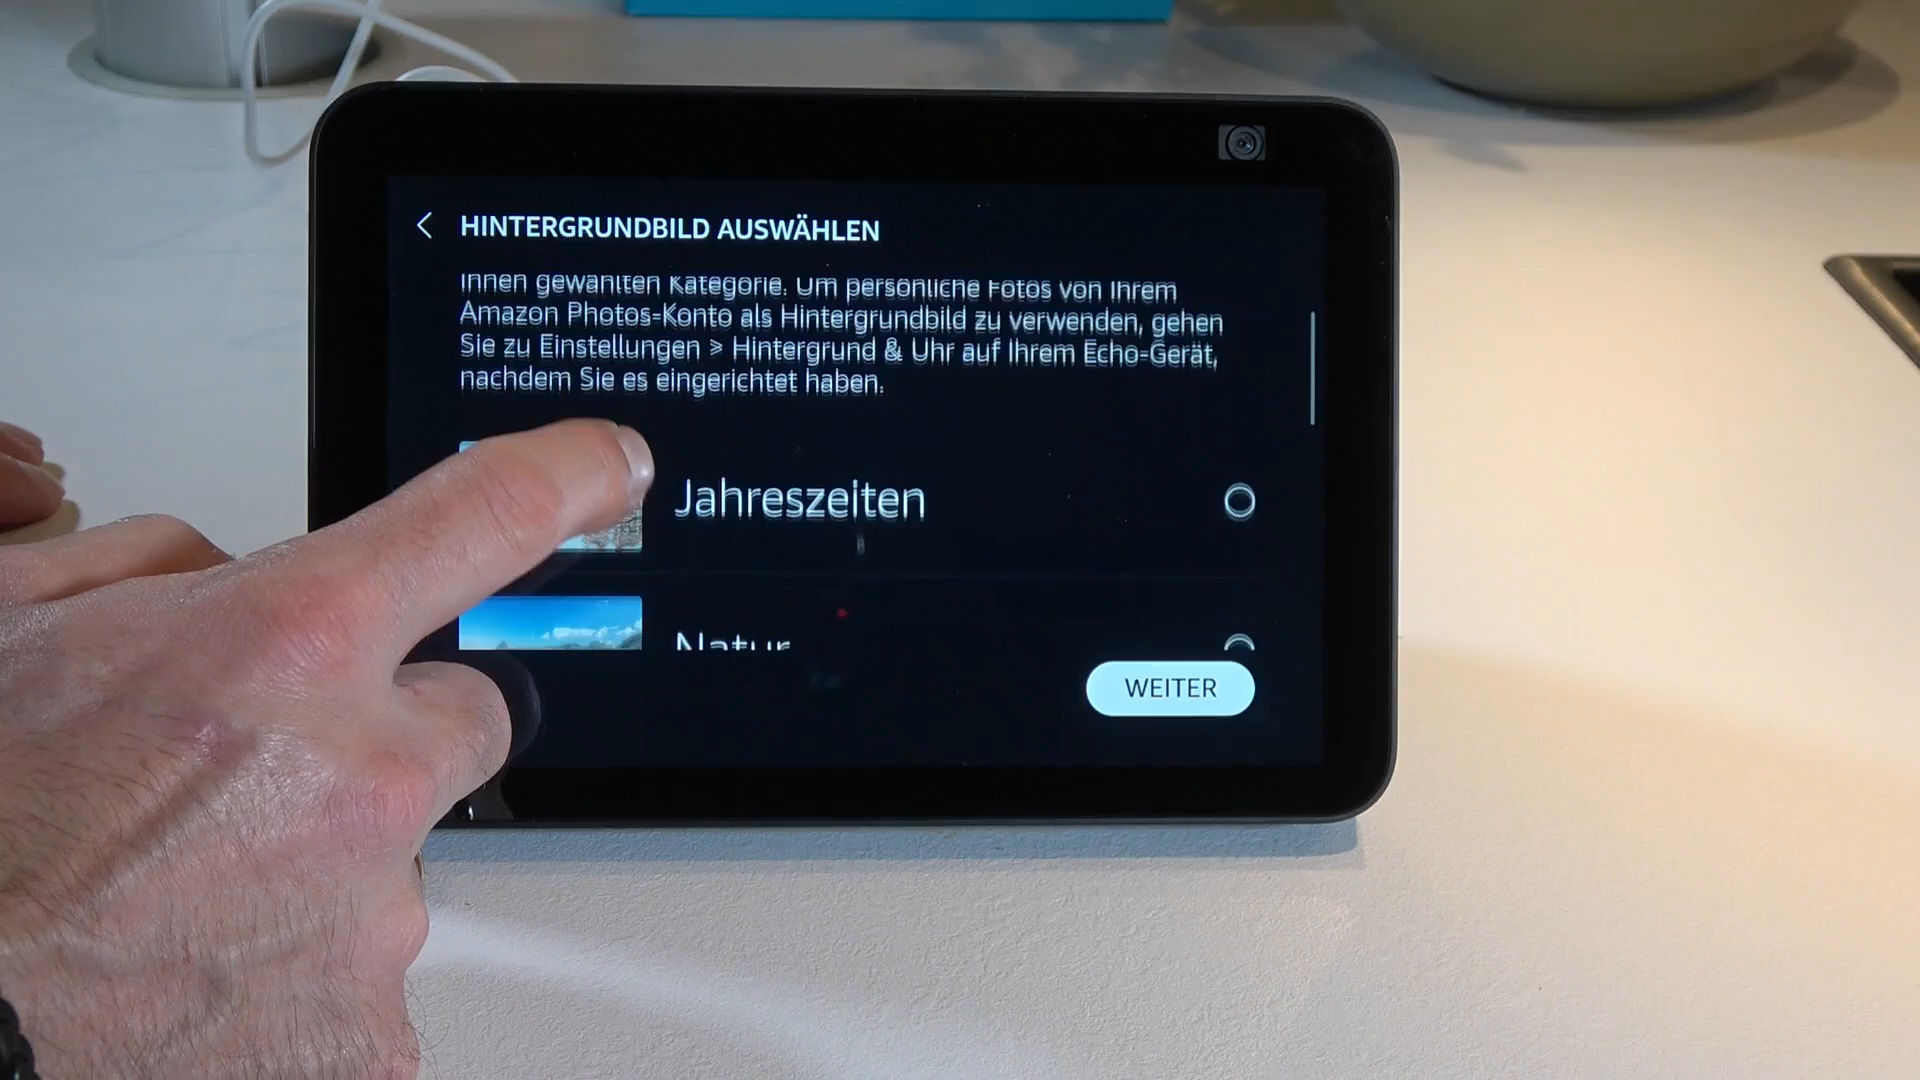 HINTERGRUNDBILD AUSWÄHLEN
Ihnen gewählten Kategorie. Um persönliche Fotos von Ihrem
Amazon Photos-Konto als Hintergrundbild zu verwenden, gehen
Sie zu Einstellungen > Hintergrund & Uhr auf Ihrem Echo-Gerät,
nachdem Sie es eingerichtet haben.
Jahreszeiten
Natur
WEITER